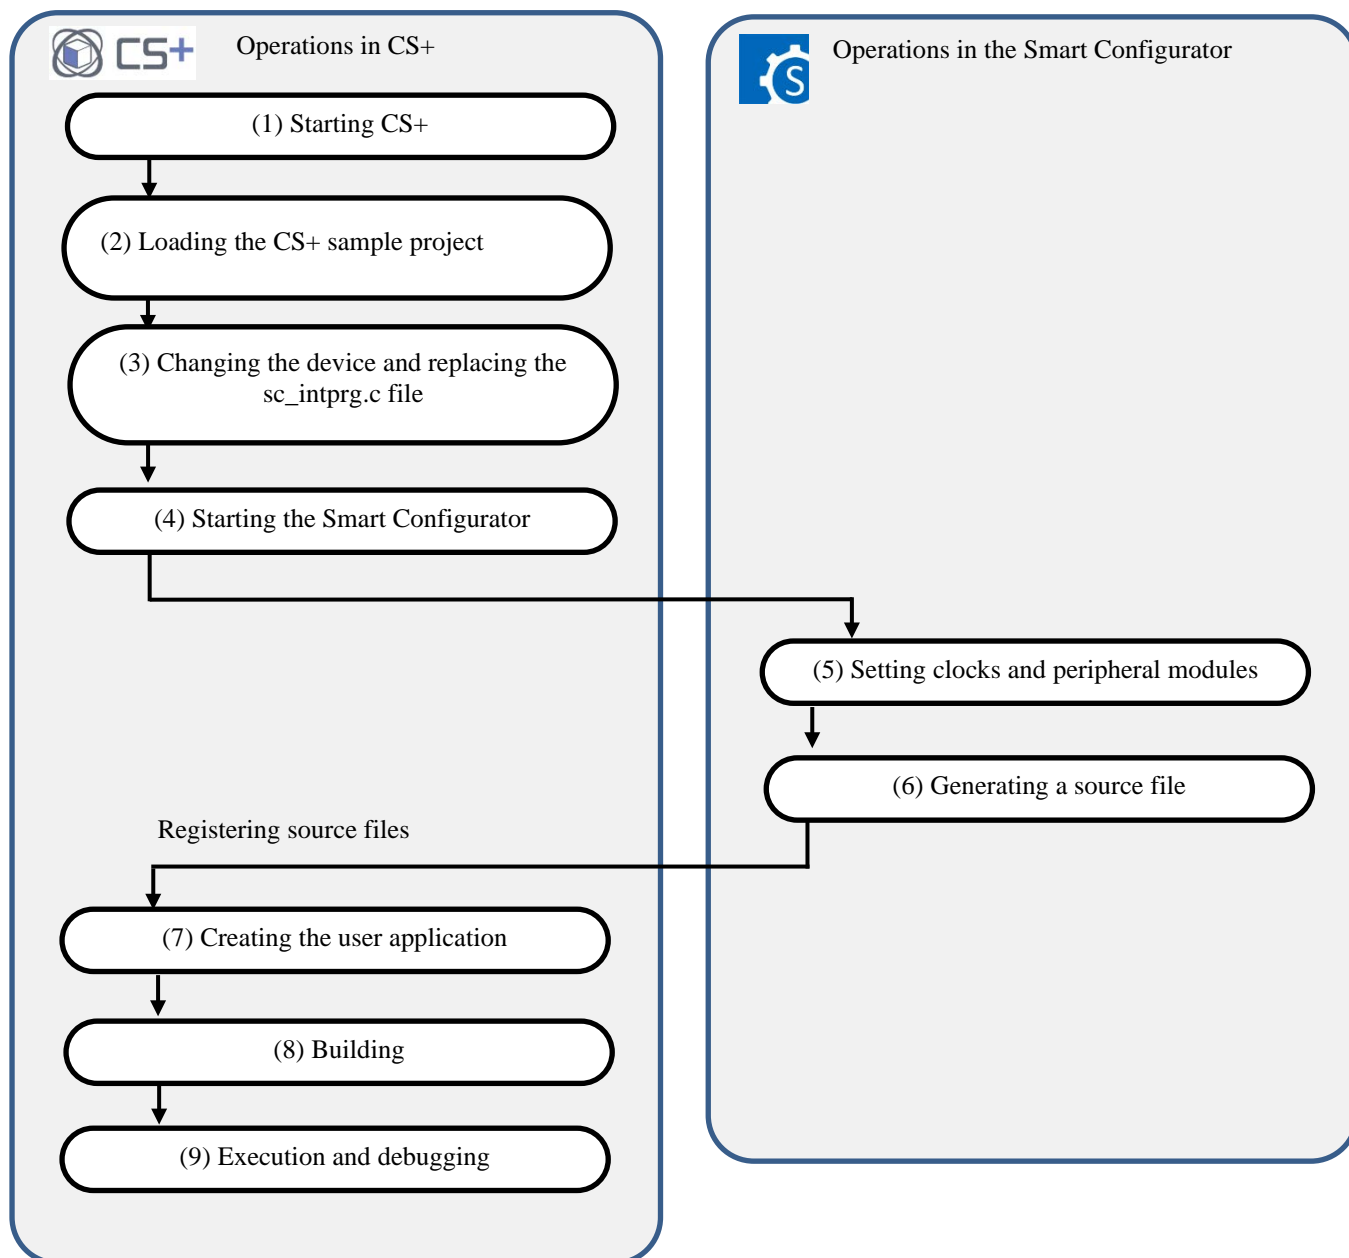 CS+
Operations in CS+
(1) Starting CS+
(2) Loading the CS+ sample project
(3) Changing the device and replacing the
sc_intprg.c file
(4) Starting the Smart Configurator
S
Operations in the Smart Configurator
(5) Setting clocks and peripheral modules
(6) Generating a source file
Registering source files
(7) Creating the user application
(8) Building
(9) Execution and debugging